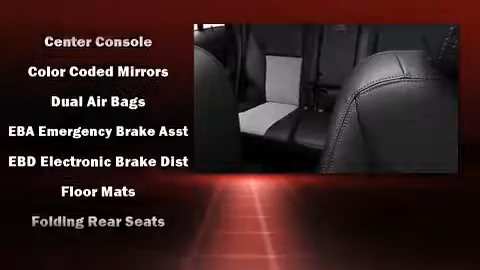 Center Console
Color Coded Mirrors
Dual Air Bags
EBA Emergency Brake Asst
EBD Electronic Brake Dist
Floor Mats
Folding Rear Seats